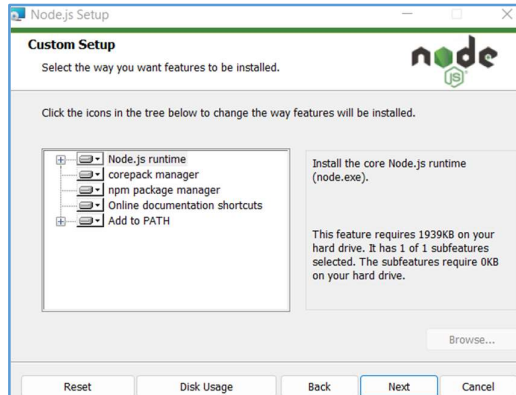 Node.js Setup
Custom Setup
Select the way you want features to be installed.
node
JS
Click the icons in the tree below to change the way features will be installed.
Node.js runtime
corepack manager
npm package manager
Online documentation shortcuts
Add to PATH
Install the core Node.js runtime
(node.exe).
This feature requires 1939KB on your
hard drive. It has 1 of 1 subfeatures
selected. The subfeatures require 0KB
on your hard drive.
Browse...
Reset Disk Usage Back Next Cancel